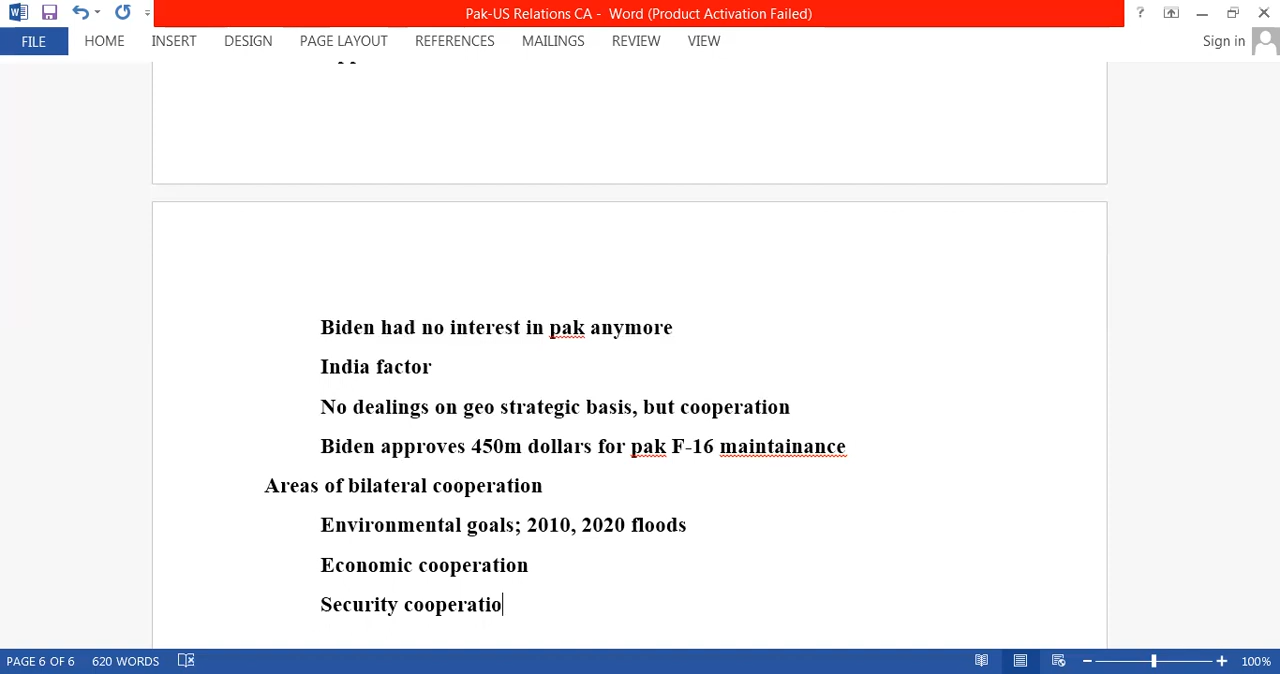 Pak-US Relations CA - Word (Product Activation Failed)
?
FILE HOME INSERT DESIGN PAGE LAYOUT REFERENCES MAILINGS REVIEW VIEW Sign in
Biden had no interest in pak anymore
India factor
No dealings on geo strategic basis, but cooperation
Biden approves 450m dollars for pak F-16 maintainance
Areas of bilateral cooperation
Environmental goals; 2010, 2020 floods
Economic cooperation
Security cooperatio
PAGE 6 OF 6 620 WORDS 100%